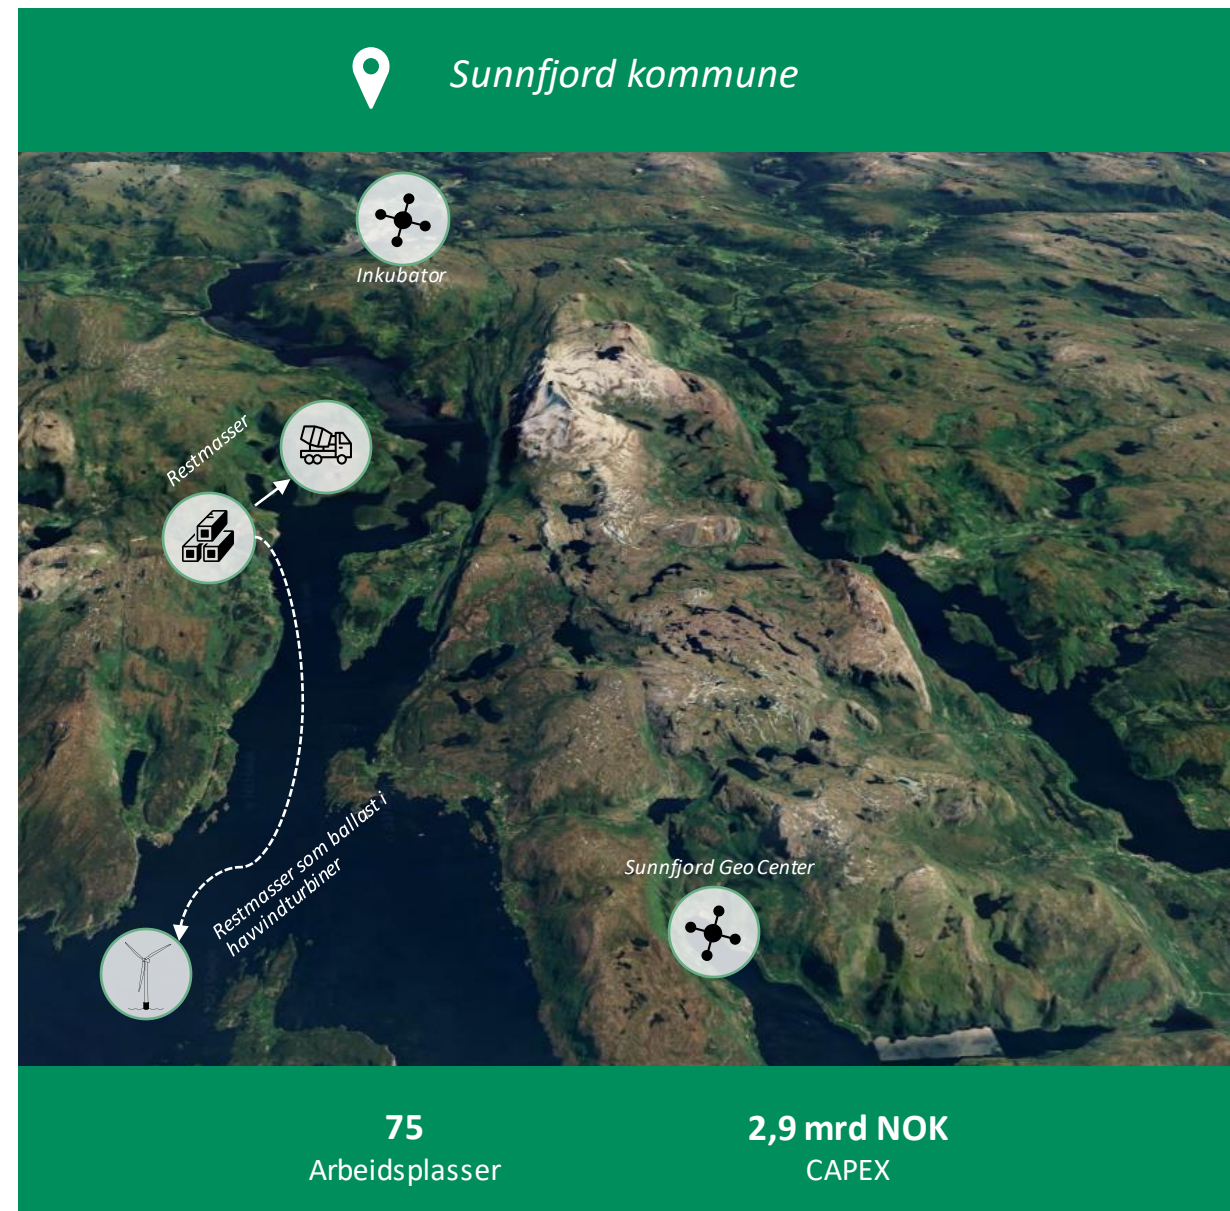 Sunnfjord kommune
Inkubator
Restmasser
Restmasser som ballast i
havvindturbiner
Sunnfjord Geo Center
75
Arbeidsplasser
2,9 mrd NOK
CAPEX